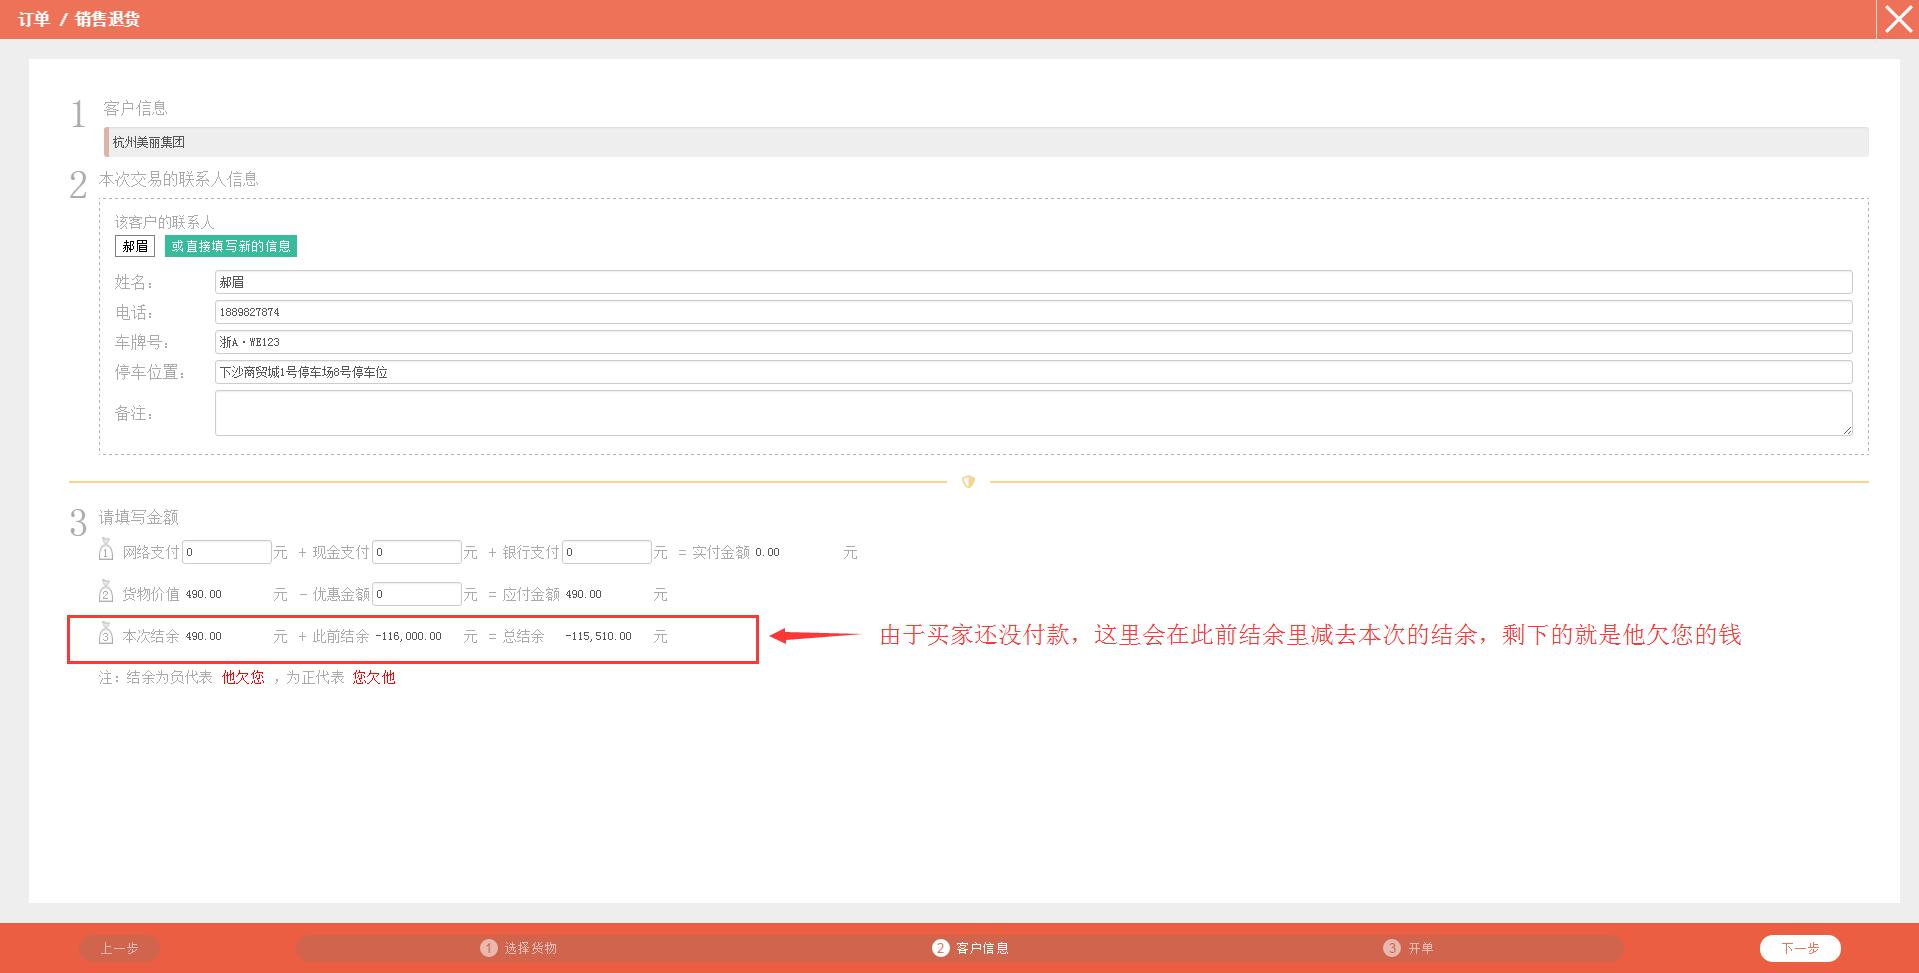 订单 / 销售退货
1 客户信息
杭州美丽集团
2 本次交易的联系人信息
该客户的联系人
郝眉 或直接填写新的信息
姓名： 郝眉
电话： 1889827874
车牌号： 浙A·WE123
停车位置： 下沙商贸城1号停车场8号停车位
备注：
3 请填写金额
1 网络支付 0 元 + 现金支付 0 元 + 银行支付 0 元 = 实付金额 0.00 元
2 货物价值 490.00 元 - 优惠金额 0 元 = 应付金额 490.00 元
3 本次结余 490.00 元 + 此前结余 -116,000.00 元 = 总结余 -115,510.00 元
由于买家还没付款，这里会在此前结余里减去本次的结余，剩下的就是他欠您的钱
注：结余为负代表 他欠您 ，为正代表 您欠他
上一步 1 选择货物 2 客户信息 3 开单 下一步